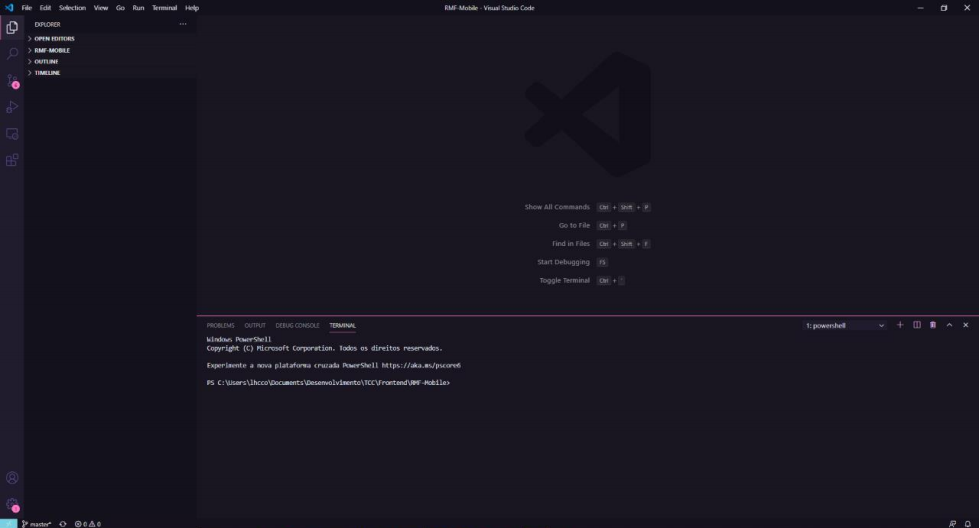 File Edit Selection View Go Run Terminal Help
RMF-Mobile - Visual Studio Code
EXPLORER
OPEN EDITORS
RMF-MOBILE
OUTLINE
TIMELINE
Show All Commands Ctrl + Shift + P
Go to File Ctrl + P
Find in Files Ctrl + Shift + F
Start Debugging F5
Toggle Terminal Ctrl + `
PROBLEMS OUTPUT DEBUG CONSOLE TERMINAL
1: powershell
Windows PowerShell
Copyright (C) Microsoft Corporation. Todos os direitos reservados.
Experimente a nova plataforma cruzada PowerShell https://aka.ms/pscore6
PS C:\Users\lhcco\Documents\Desenvolvimento\TCC\Frontend\RMF-Mobile>
master* 0 0